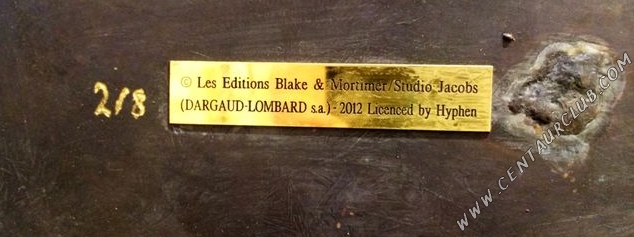 2/8
© Les Editions Blake & Mortimer/Studio Jacobs
(DARGAUD-LOMBARD s.a.) - 2012 Licenced by Hyphen
WWW.CENTAURCLUB.COM